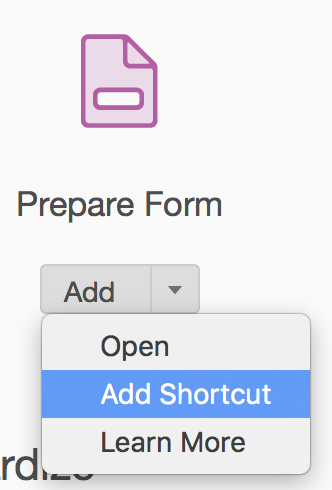 Prepare Form
Add
Open
Add Shortcut
Learn More